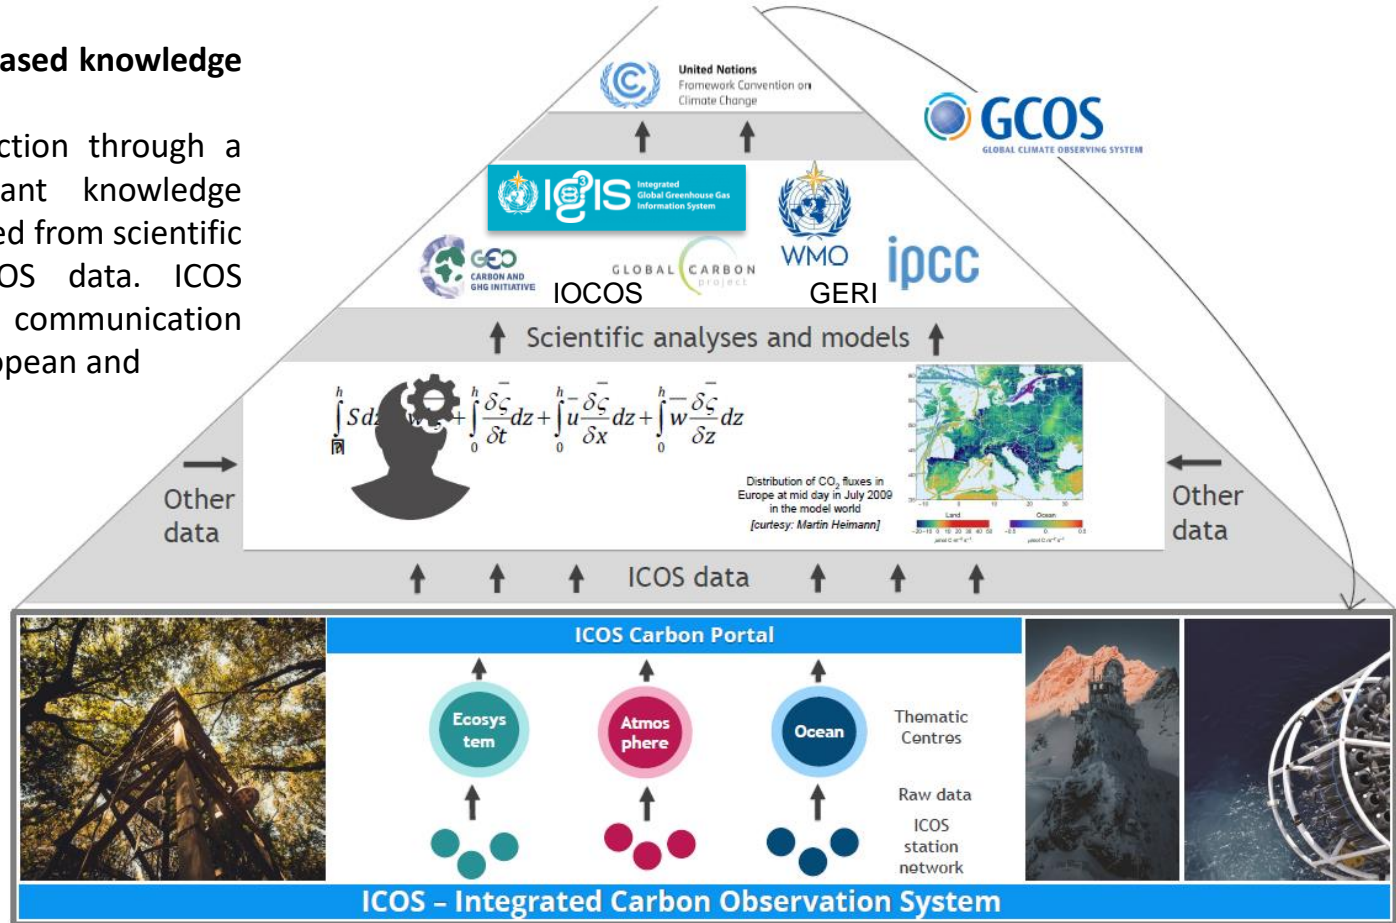 ased knowledge
ction through a
ant knowledge
ed from scientific
OS data. ICOS
communication
opean and
United Nations
Framework Convention on
Climate Change
GCOS
GLOBAL CLIMATE OBSERVING SYSTEM
IG³IS
Integrated
Global Greenhouse Gas
Information System
GEO
CARBON AND
GHG INITIATIVE
IOCOS
GLOBAL CARBON
project
WMO
GERI
ipcc
Scientific analyses and models
Other
data
Distribution of CO₂ fluxes in
Europe at mid day in July 2009
in the model world
[curtesy: Martin Heimann]
Land
Ocean
Other
data
ICOS data
ICOS Carbon Portal
Ecosys
tem
Atmos
phere
Ocean
Thematic
Centres
Raw data
ICOS
station
network
ICOS – Integrated Carbon Observation System